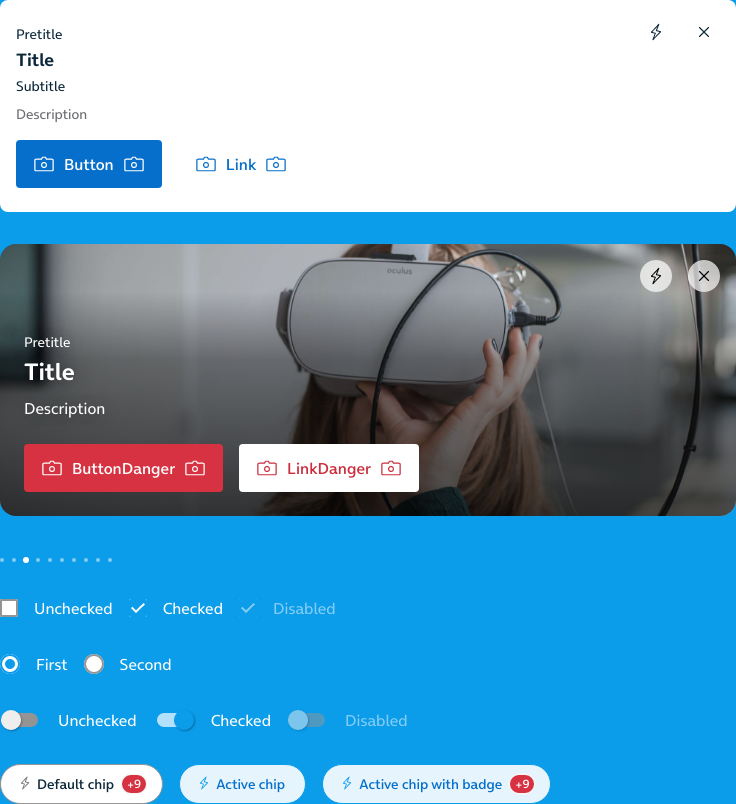 Pretitle
Title
Subtitle
Description
Button
Link
oculus
Pretitle
Title
Description
ButtonDanger
LinkDanger
Unchecked
Checked
Disabled
First
Second
Unchecked
Checked
Disabled
Default chip +9
Active chip
Active chip with badge +9